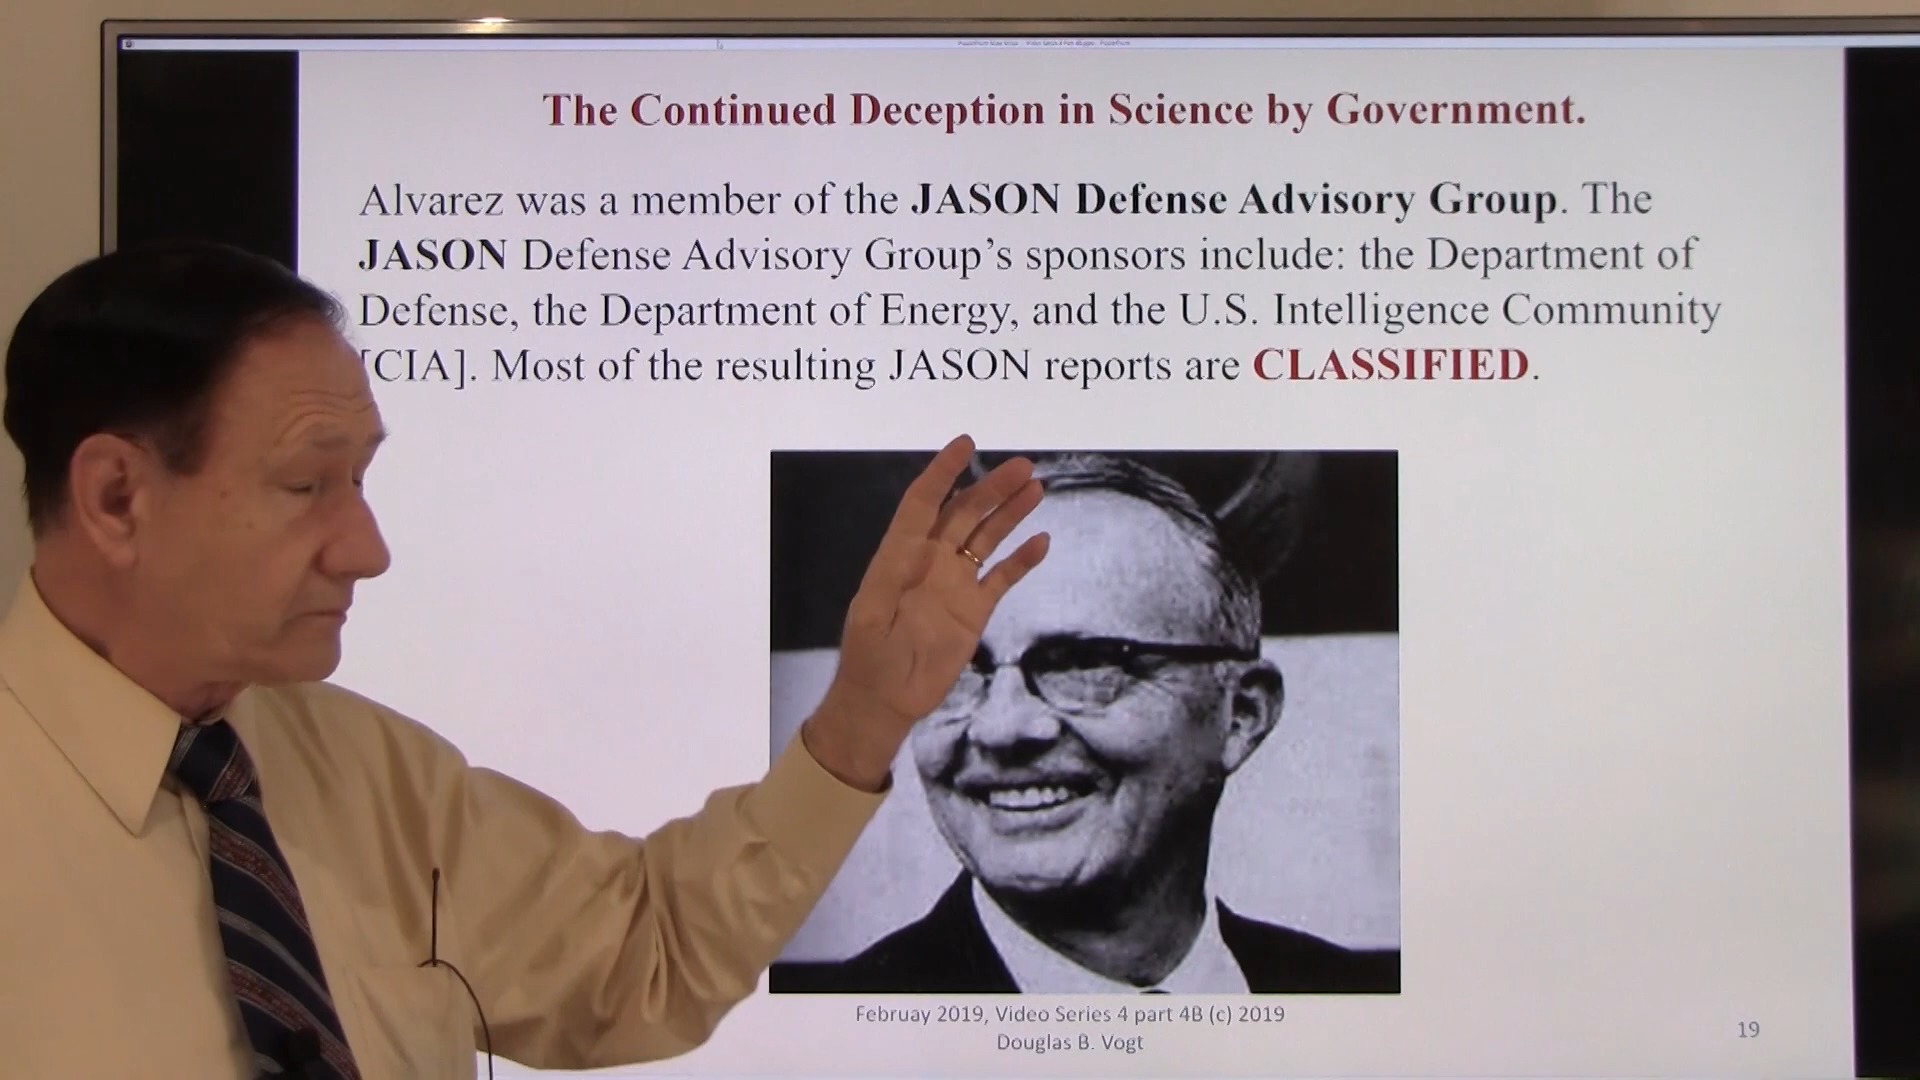 The Continued Deception in Science by Government.
Alvarez was a member of the JASON Defense Advisory Group. The
JASON Defense Advisory Group's sponsors include: the Department of
Defense, the Department of Energy, and the U.S. Intelligence Community
[CIA]. Most of the resulting JASON reports are CLASSIFIED.
Februay 2019, Video Series 4 part 4B (c) 2019
Douglas B. Vogt
19